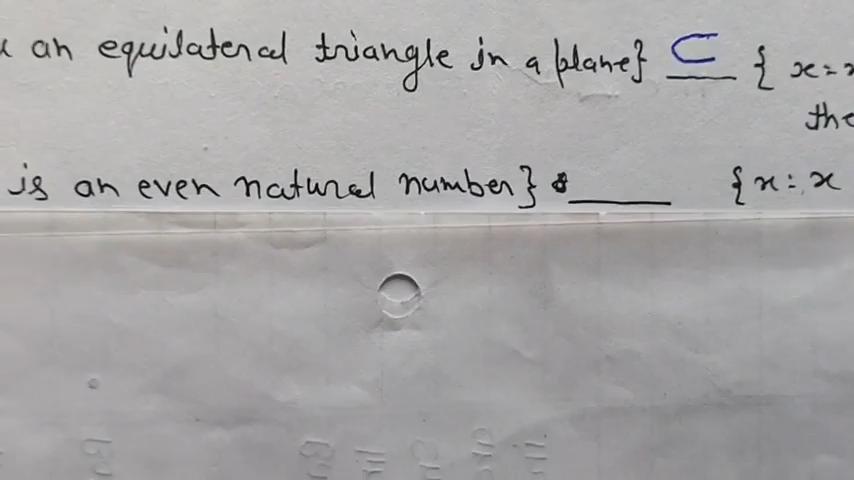 an equilateral triangle in a plane} ⊂ { x =
the
is an even natural number} ____ {x : x